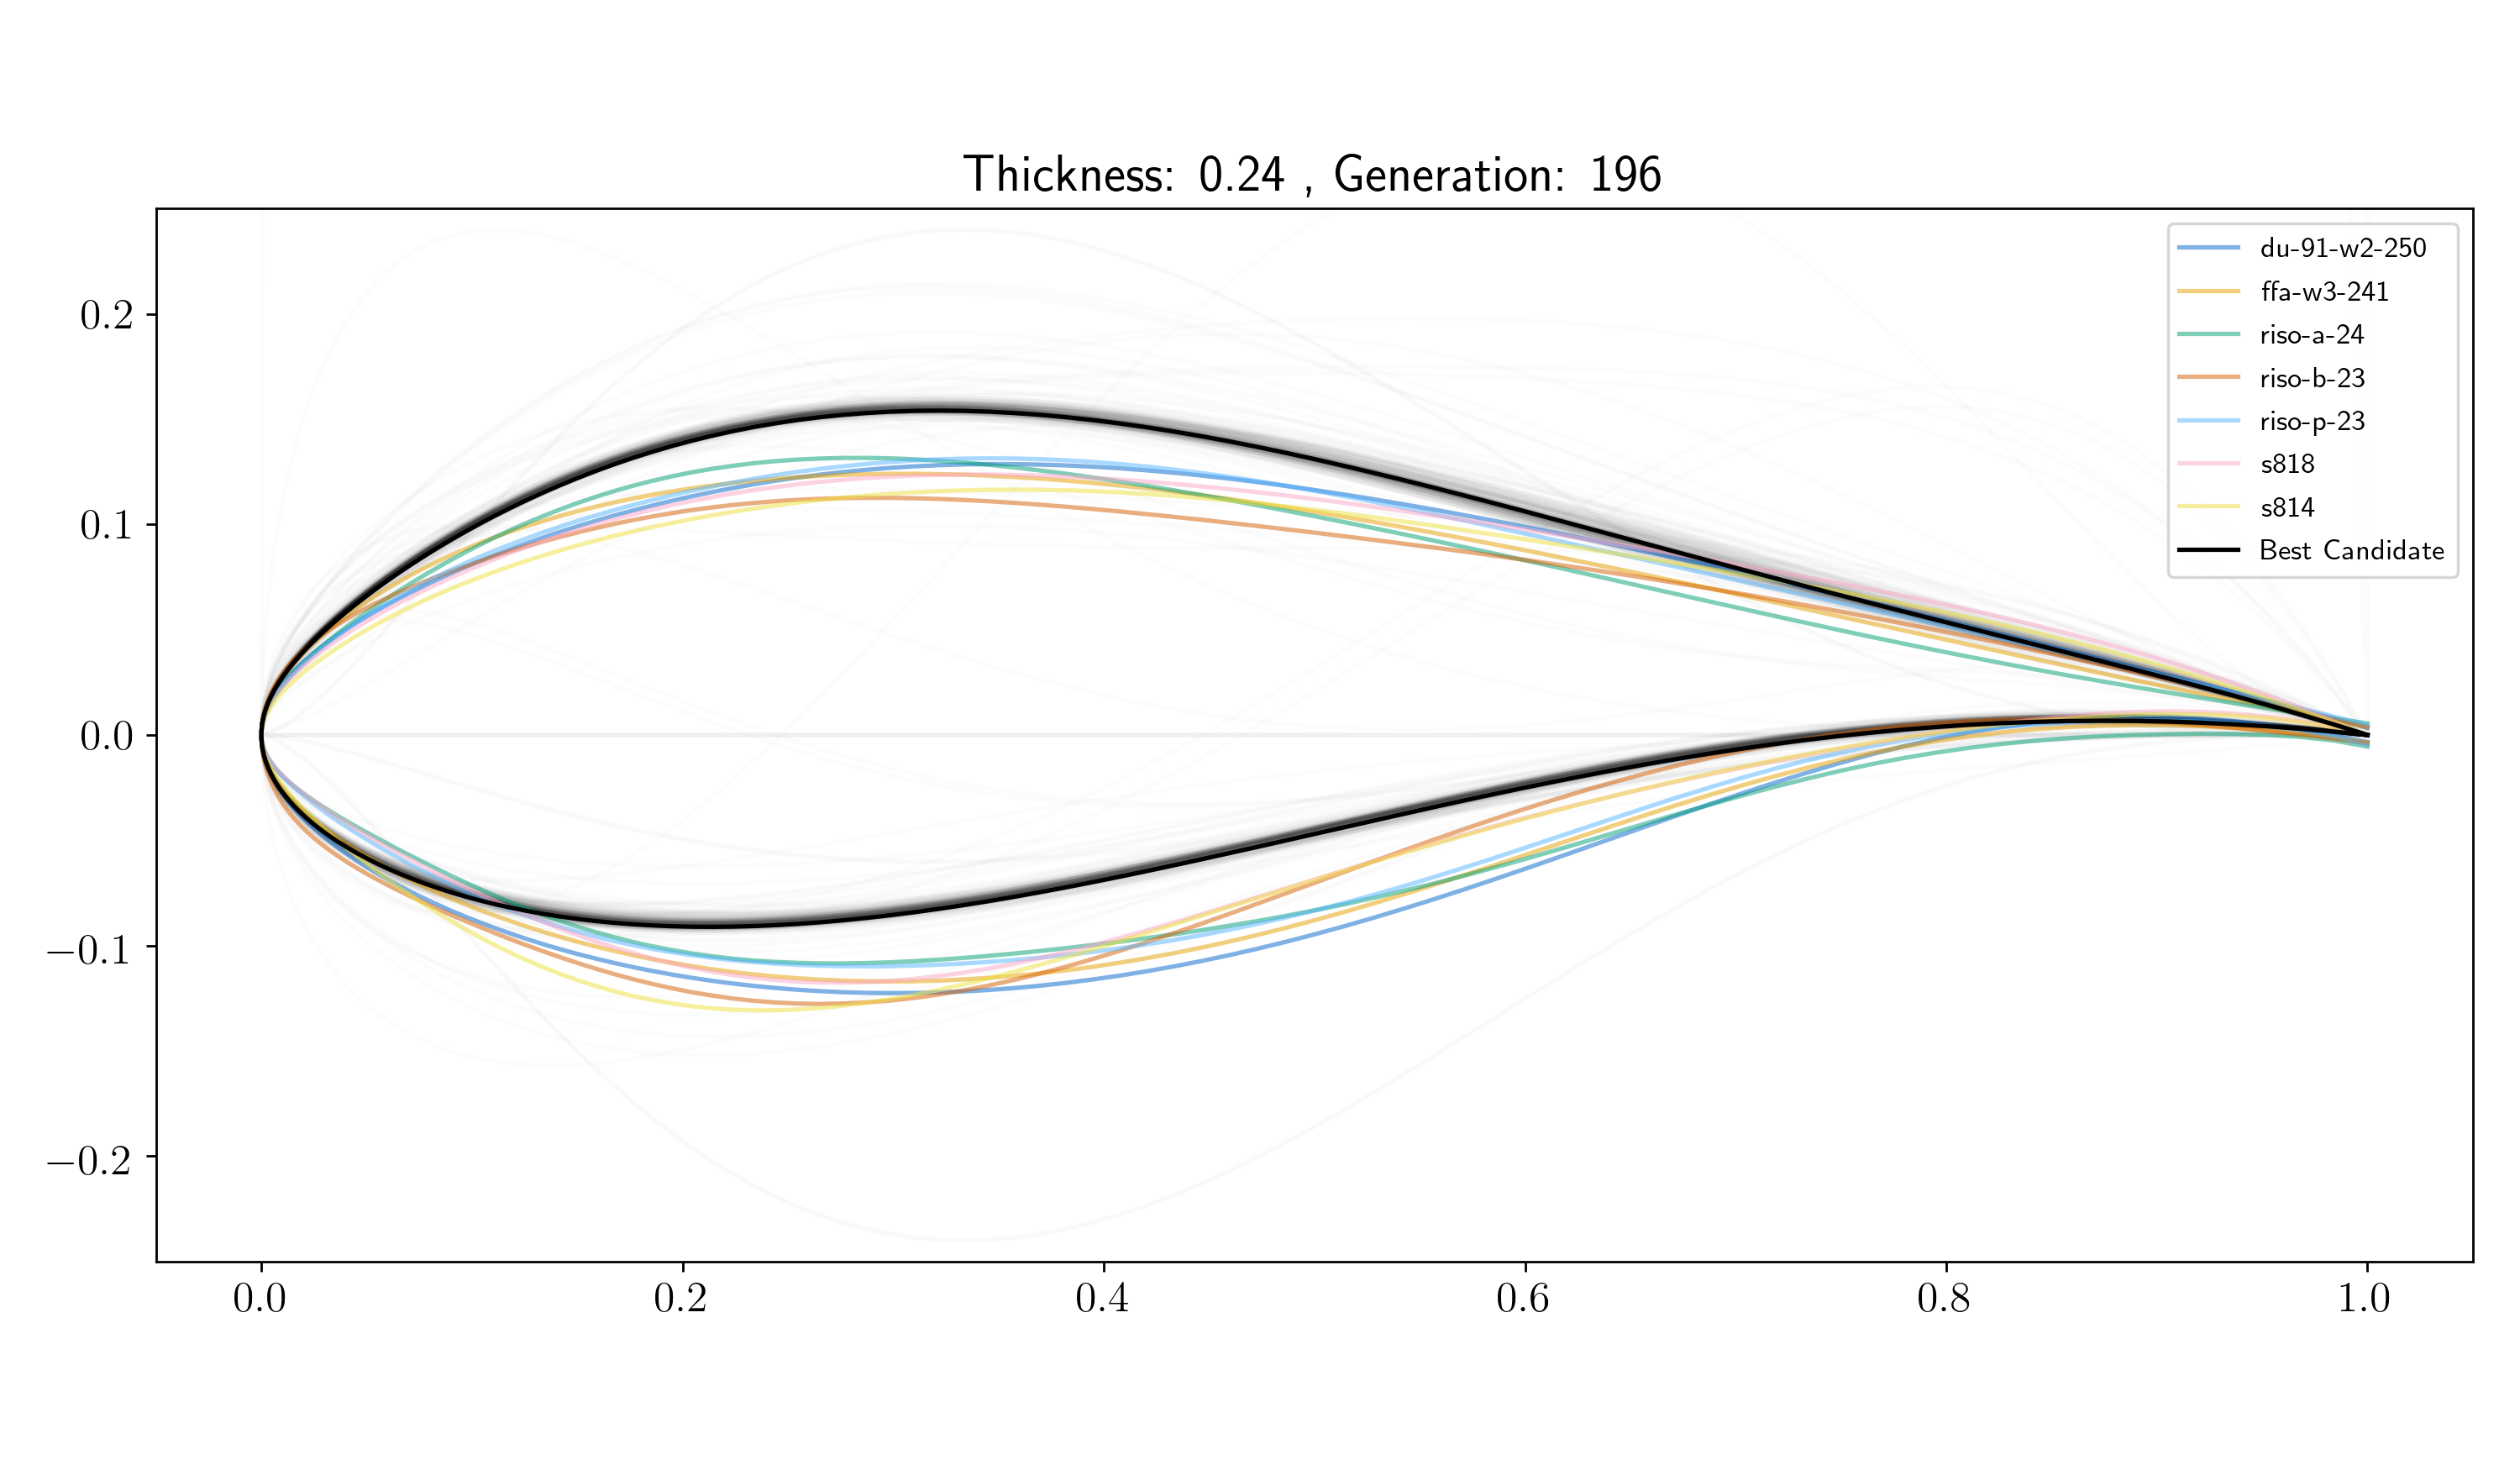 Thickness: 0.24 , Generation: 196
du-91-w2-250
ffa-w3-241
riso-a-24
riso-b-23
riso-p-23
s818
s814
Best Candidate
0.2
0.1
0.0
−0.1
−0.2
0.0 0.2 0.4 0.6 0.8 1.0